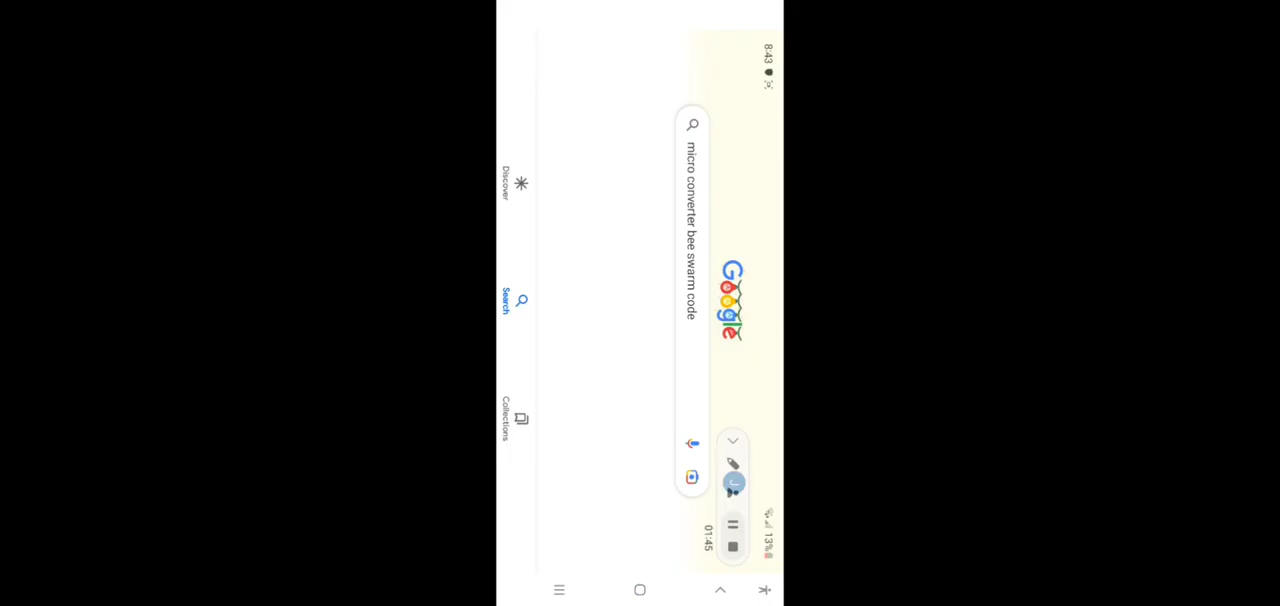 8:43
13%
Google
01:45
micro converter bee swarm code
Discover
Search
Collections